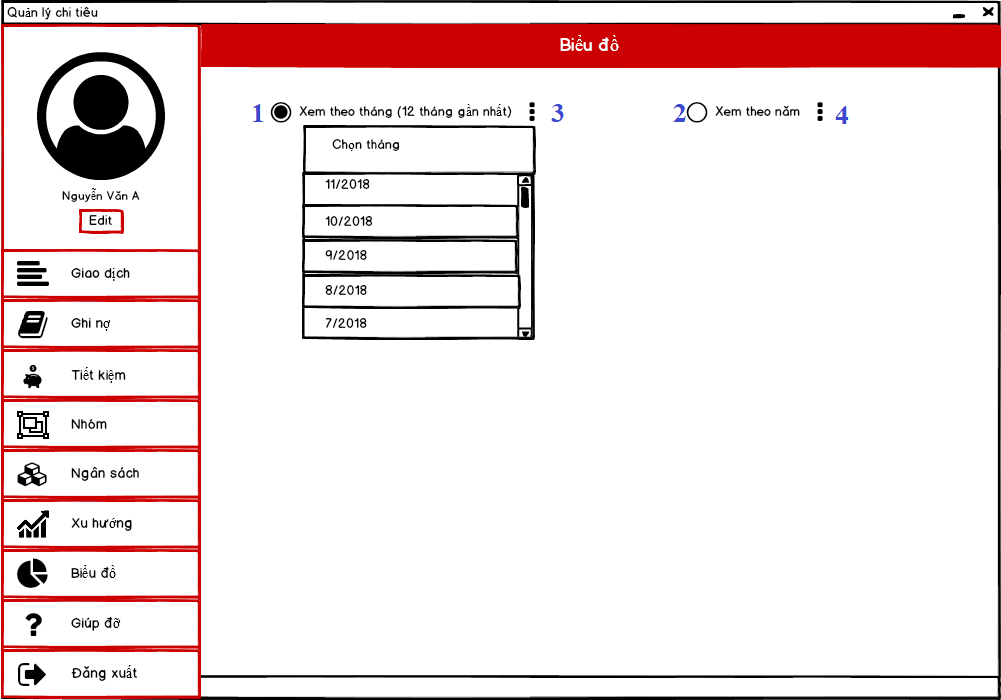 Quản lý chi tiêu
Biểu đồ
Nguyễn Văn A
Edit
Giao dịch
Ghi nợ
Tiết kiệm
Nhóm
Ngân sách
Xu hướng
Biểu đồ
Giúp đỡ
Đăng xuất
1 Xem theo tháng (12 tháng gần nhất) 3
2 Xem theo năm 4
Chọn tháng
11/2018
10/2018
9/2018
8/2018
7/2018